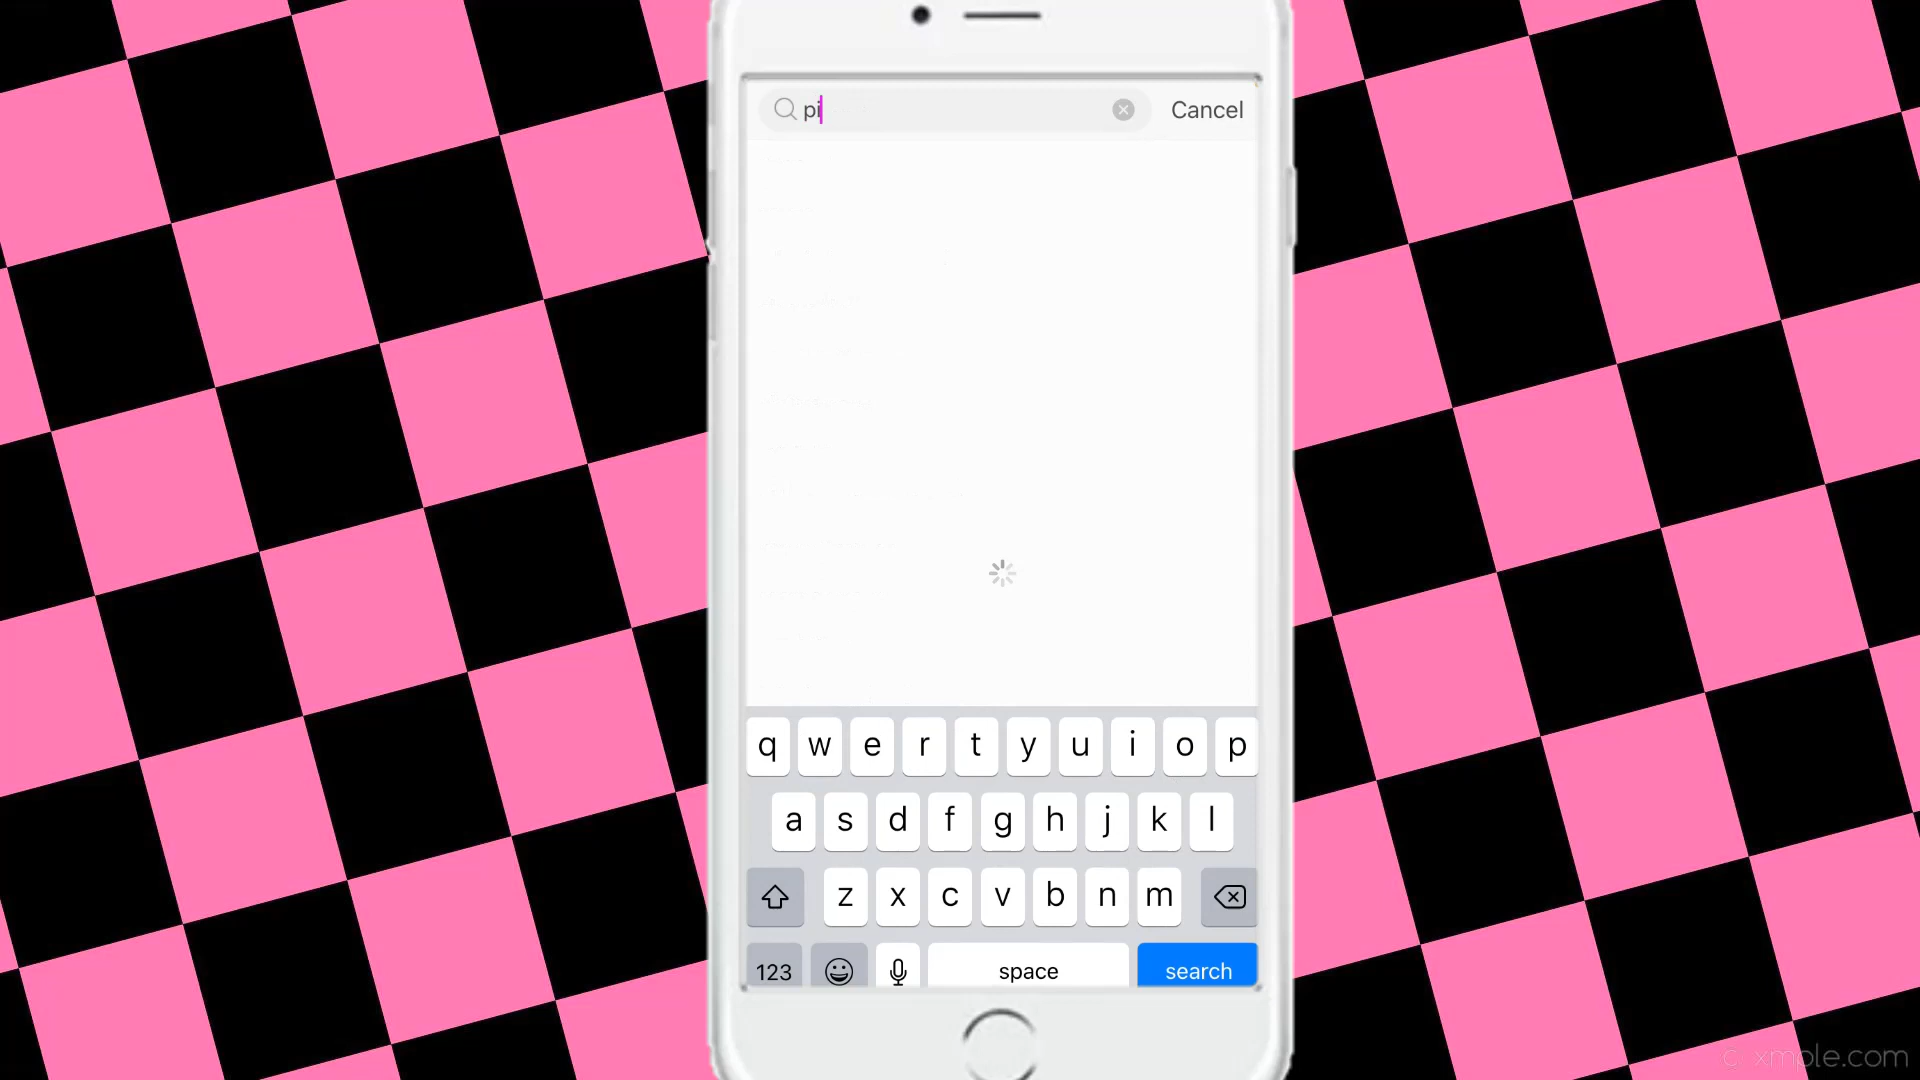 pi
Cancel
q w e r t y u i o p
a s d f g h j k l
z x c v b n m
123 space search
© xmple.com